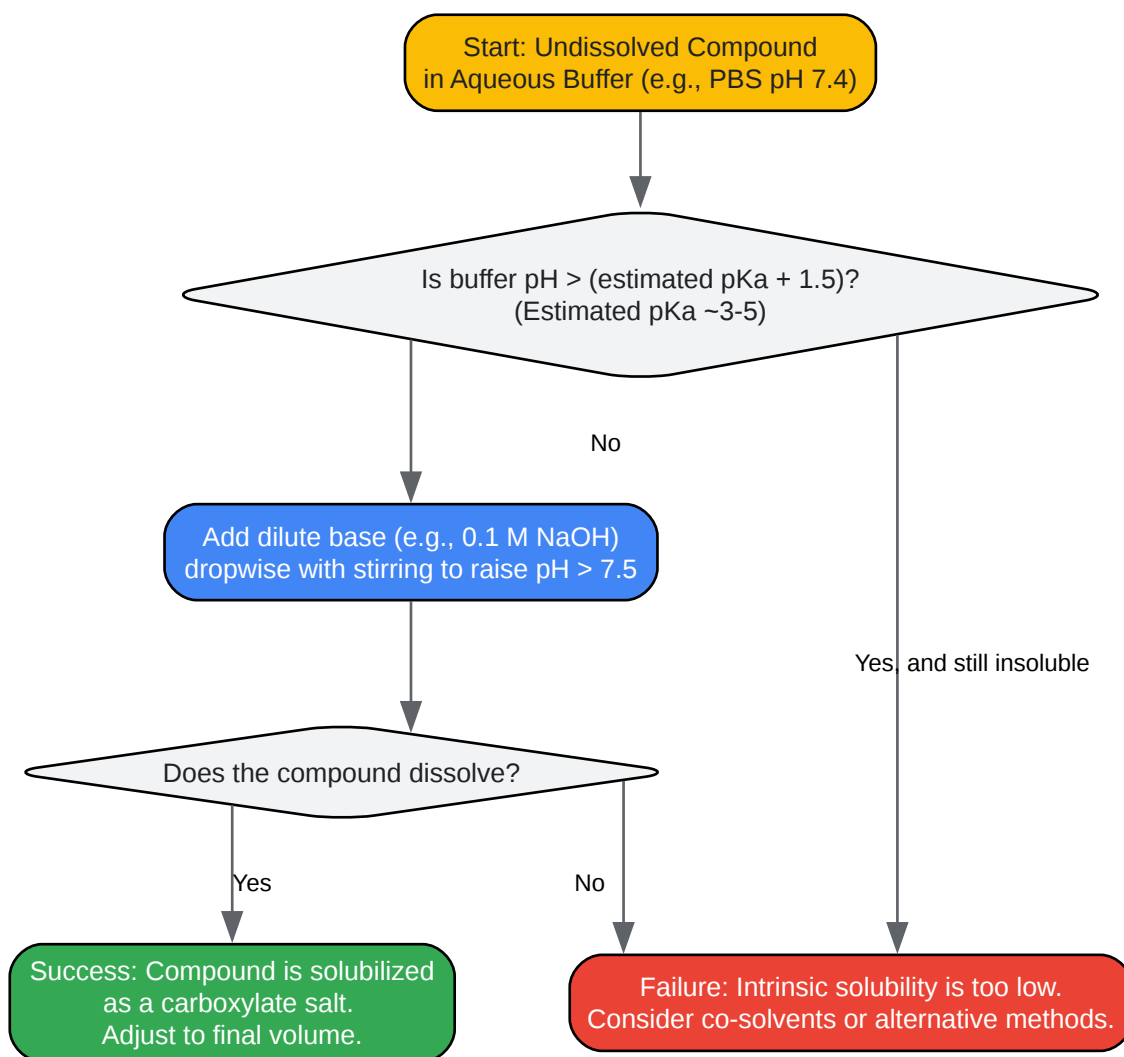 Start: Undissolved Compound
in Aqueous Buffer (e.g., PBS pH 7.4)
Is buffer pH > (estimated pKa + 1.5)?
(Estimated pKa ~3-5)
No
Add dilute base (e.g., 0.1 M NaOH)
dropwise with stirring to raise pH > 7.5
Yes, and still insoluble
Does the compound dissolve?
Yes
No
Success: Compound is solubilized
as a carboxylate salt.
Adjust to final volume.
Failure: Intrinsic solubility is too low.
Consider co-solvents or alternative methods.